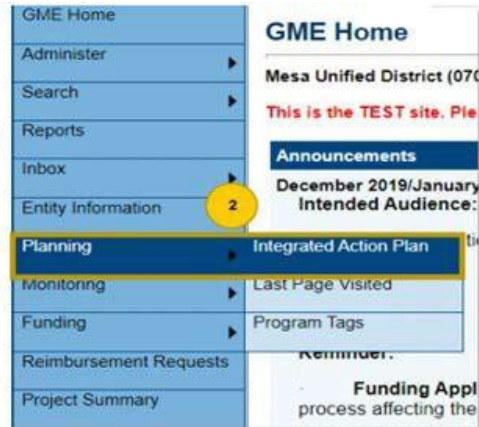 GME Home
Administer
Search
Reports
Inbox
Entity Information
2
Planning
Integrated Action Plan
Monitoring
Last Page Visited
Funding
Program Tags
Reimbursement Requests
Project Summary
GME Home
Mesa Unified District (070
This is the TEST site. Ple
Announcements
December 2019/January
Intended Audience:
Reminder:
Funding Appl
process affecting the